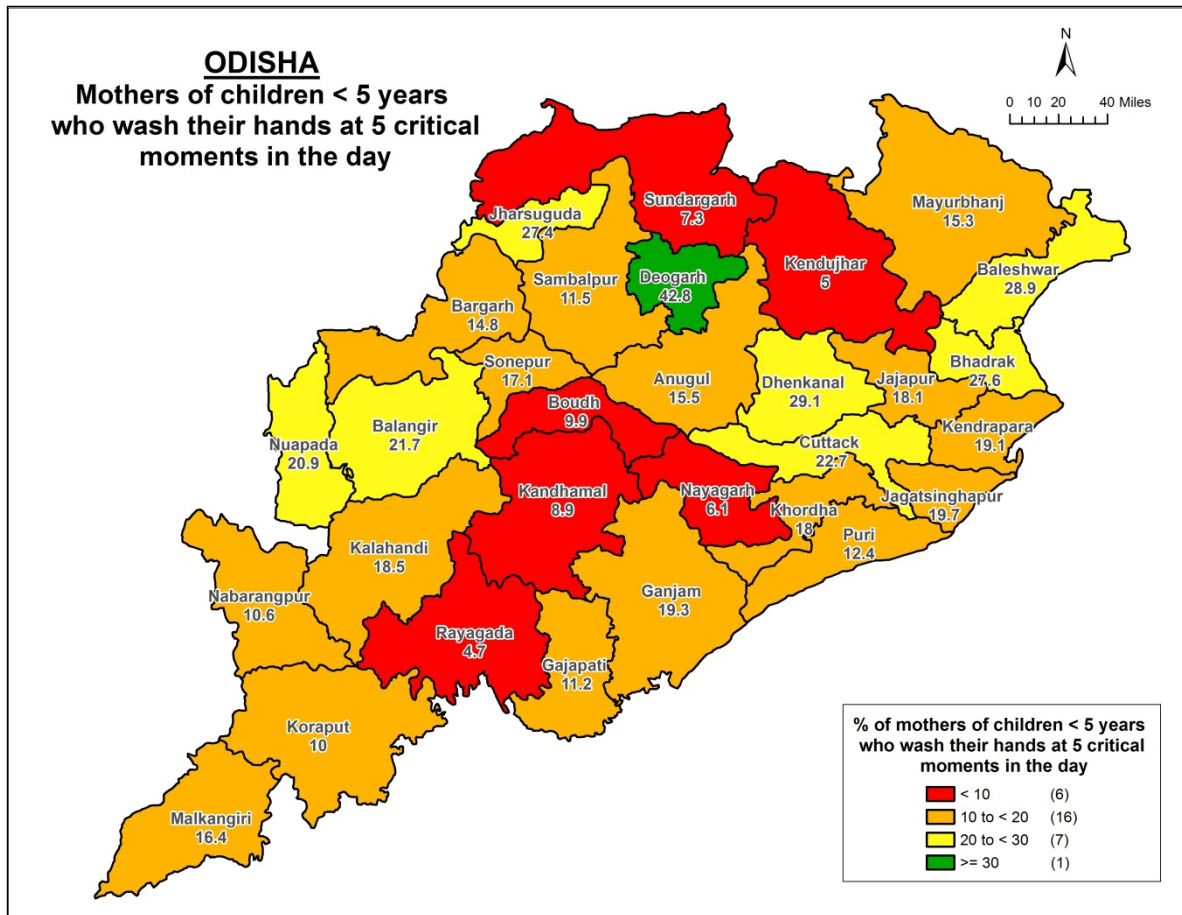 ODISHA
Mothers of children < 5 years
who wash their hands at 5 critical
moments in the day
N
0 10 20 40 Miles
Sundargarh
7.3
Jharsuguda
27.4
Mayurbhanj
15.3
Kendujhar
5
Baleshwar
28.9
Sambalpur
11.5
Deogarh
42.8
Bargarh
14.8
Sonepur
17.1
Bhadrak
27.6
Anugul
15.5
Dhenkanal
29.1
Jajapur
18.1
Boudh
9.9
Balangir
21.7
Nuapada
20.9
Kendrapara
19.1
Cuttack
22.7
Kandhamal
8.9
Nayagarh
6.1
Khordha
18
Jagatsinghapur
19.7
Puri
12.4
Kalahandi
18.5
Nabarangpur
10.6
Ganjam
19.3
Rayagada
4.7
Gajapati
11.2
Koraput
10
Malkangiri
16.4
% of mothers of children < 5 years
who wash their hands at 5 critical
moments in the day
< 10 (6)
10 to < 20 (16)
20 to < 30 (7)
>= 30 (1)